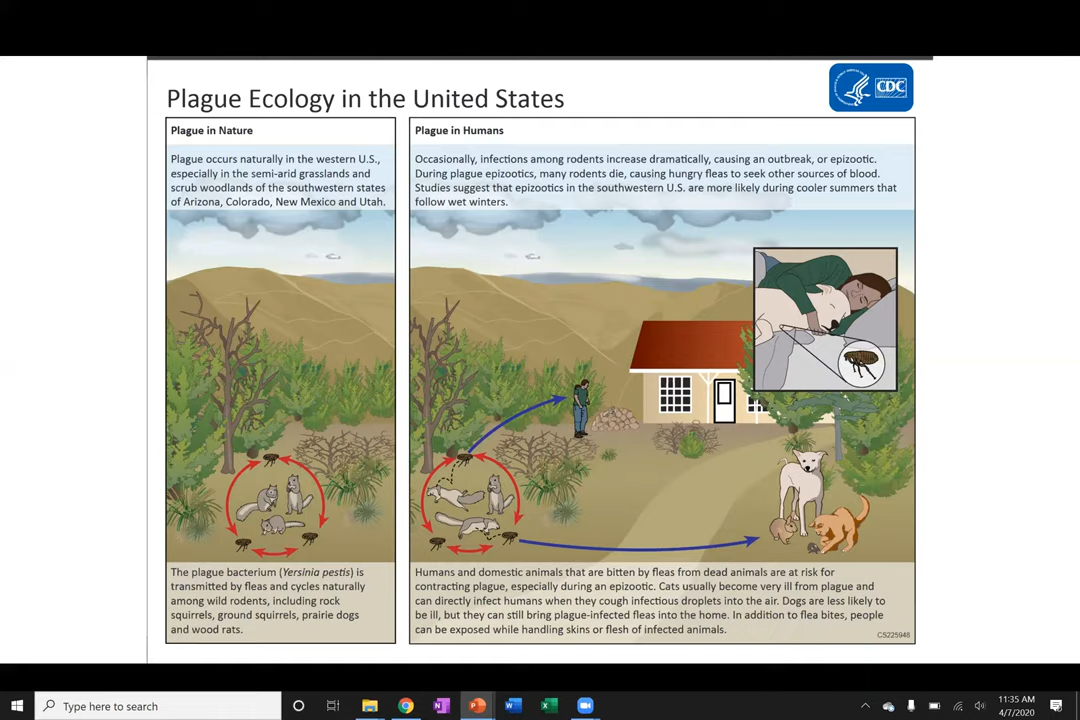 Plague Ecology in the United States
CDC
Plague in Nature
Plague occurs naturally in the western U.S.,
especially in the semi-arid grasslands and
scrub woodlands of the southwestern states
of Arizona, Colorado, New Mexico and Utah.
The plague bacterium (Yersinia pestis) is
transmitted by fleas and cycles naturally
among wild rodents, including rock
squirrels, ground squirrels, prairie dogs
and wood rats.
Plague in Humans
Occasionally, infections among rodents increase dramatically, causing an outbreak, or epizootic.
During plague epizootics, many rodents die, causing hungry fleas to seek other sources of blood.
Studies suggest that epizootics in the southwestern U.S. are more likely during cooler summers that
follow wet winters.
Humans and domestic animals that are bitten by fleas from dead animals are at risk for
contracting plague, especially during an epizootic. Cats usually become very ill from plague and
can directly infect humans when they cough infectious droplets into the air. Dogs are less likely to
be ill, but they can still bring plague-infected fleas into the home. In addition to flea bites, people
can be exposed while handling skins or flesh of infected animals.
CS225948
Type here to search
11:35 AM
4/7/2020